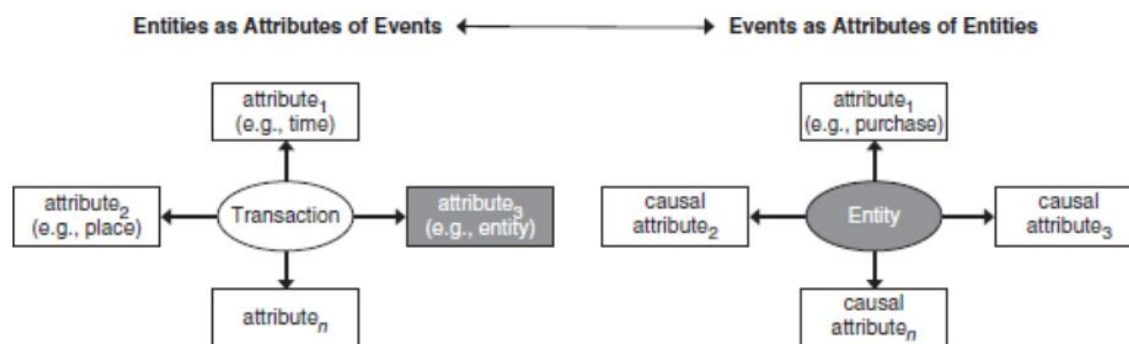 Entities as Attributes of Events
Events as Attributes of Entities
attribute1
(e.g., time)
attribute2
(e.g., place)
Transaction
attribute3
(e.g., entity)
attributen
attribute1
(e.g., purchase)
causal
attribute2
Entity
causal
attribute3
causal
attributen